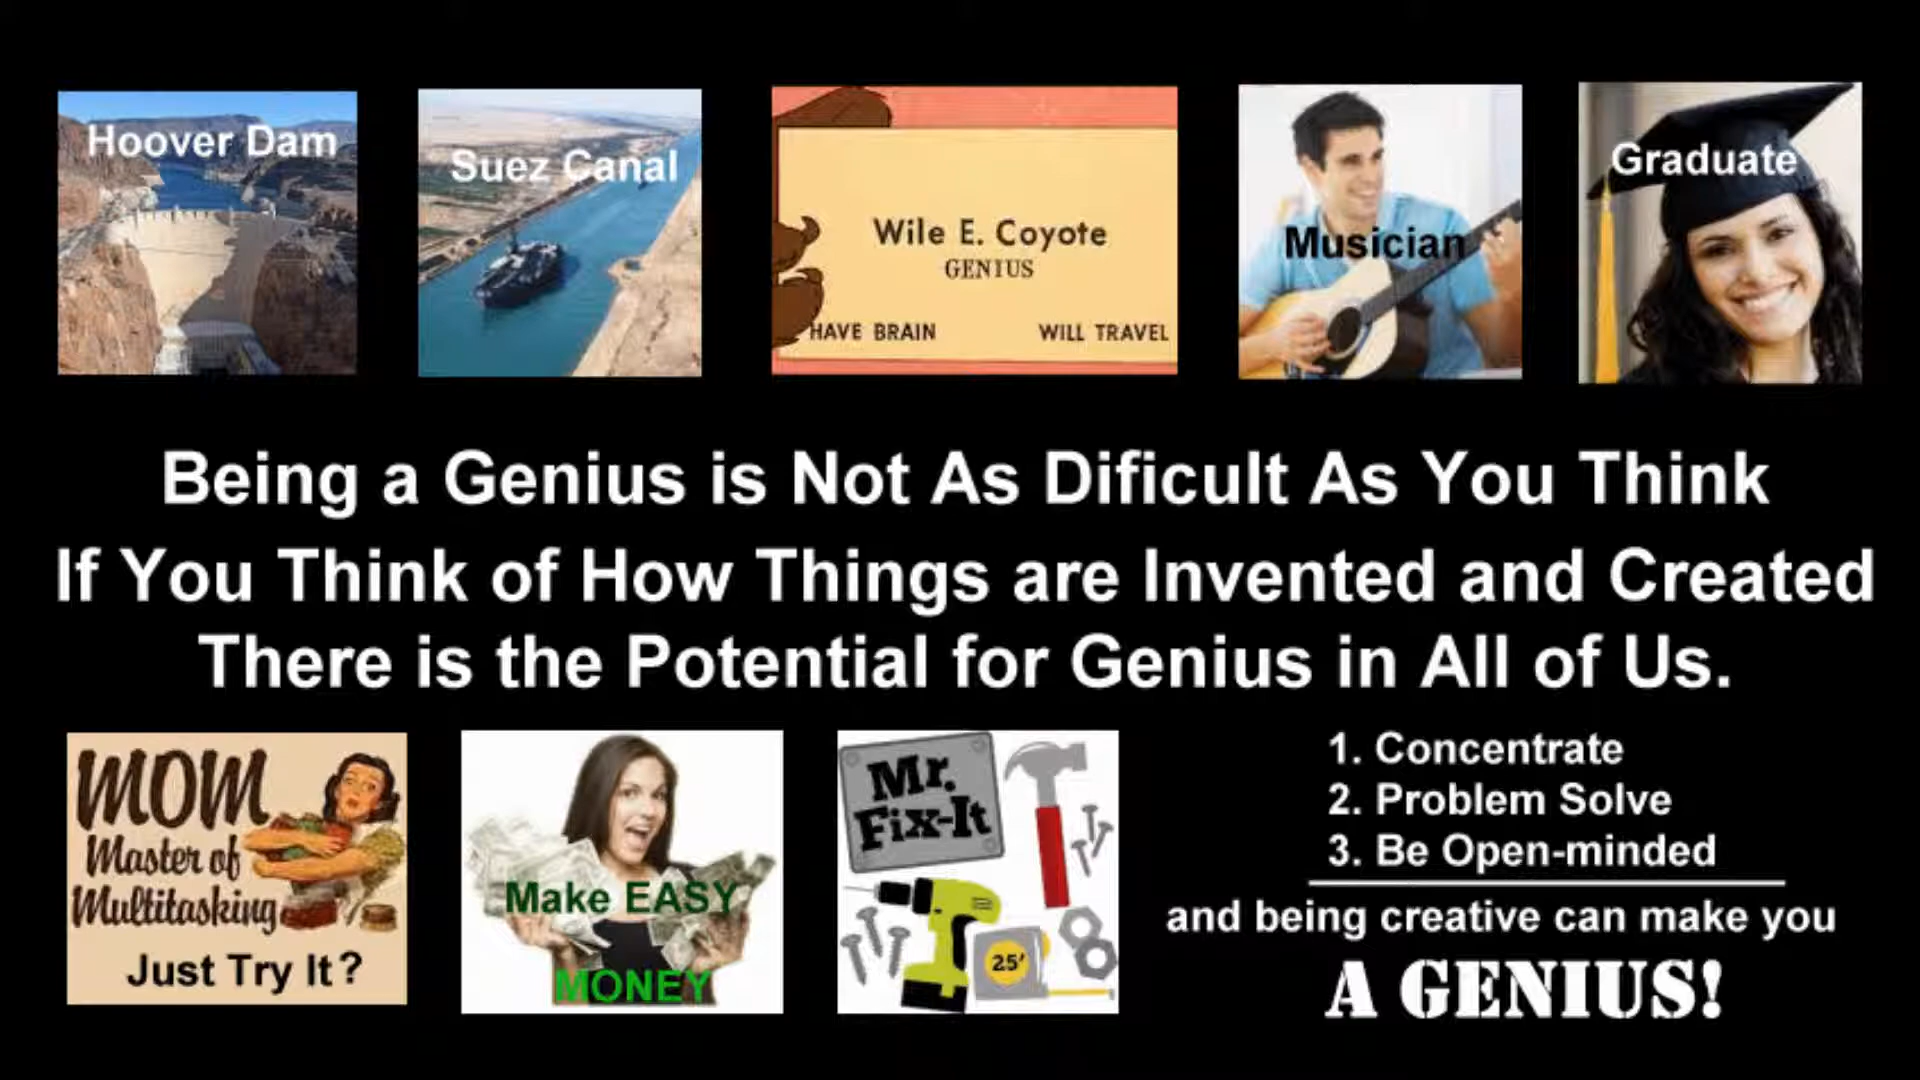 Hoover Dam
Suez Canal
Wile E. Coyote
GENIUS
HAVE BRAIN WILL TRAVEL
Musician
Graduate
Being a Genius is Not As Dificult As You Think
If You Think of How Things are Invented and Created
There is the Potential for Genius in All of Us.
MOM
Master of
Multitasking
Just Try It?
Make EASY
MONEY
Mr.
Fix-It
25'
1. Concentrate
2. Problem Solve
3. Be Open-minded
and being creative can make you
A GENIUS!